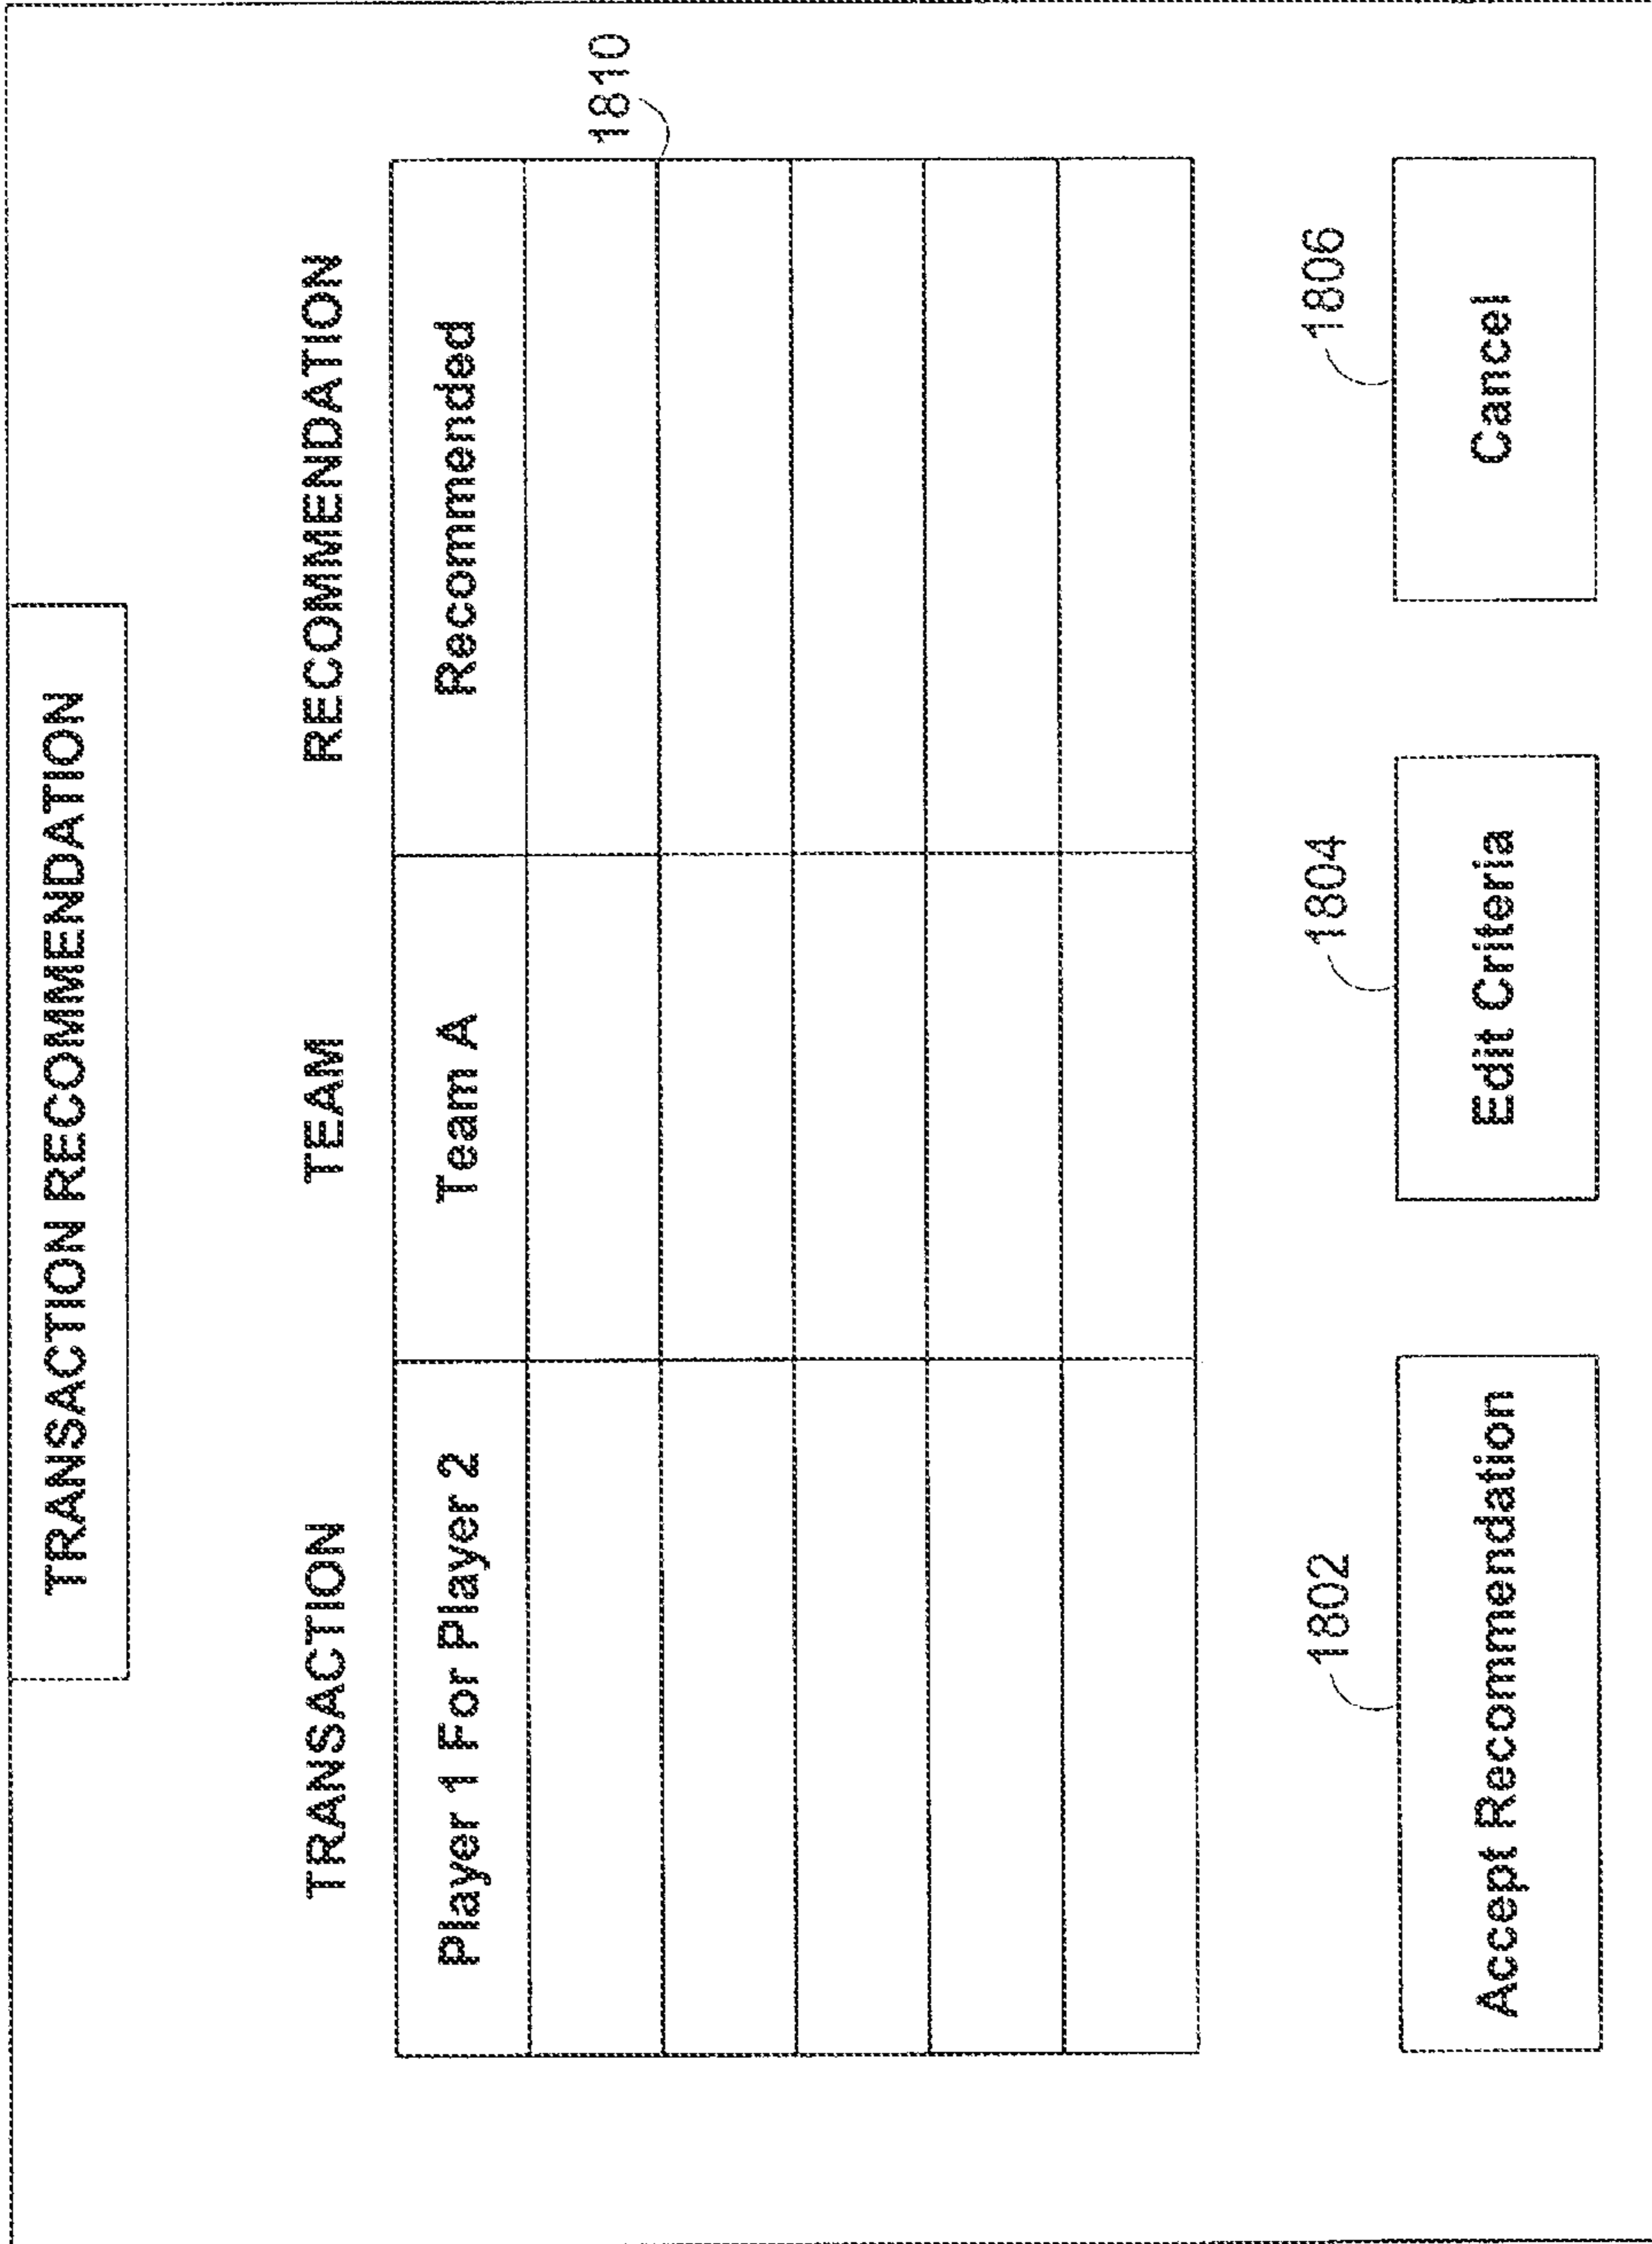 TRANSACTION RECOMMENDATION
TRANSACTION TEAM RECOMMENDATION
Player 1 For Player 2 Team A Recommended
1810
1802 1804 1806
Accept Recommendation Edit Criteria Cancel